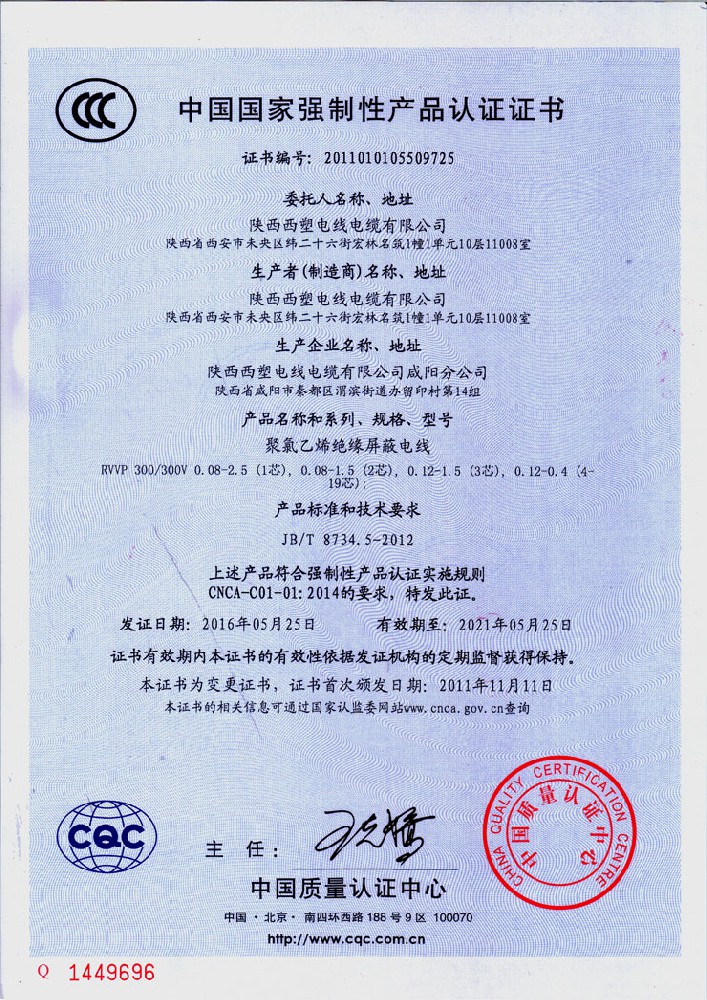 CCC
中国国家强制性产品认证证书
证书编号：2011010105509725
委托人名称、地址
陕西西塑电线电缆有限公司
陕西省西安市未央区纬二十六街宏林名筑1幢1单元10层11008室
生产者(制造商)名称、地址
陕西西塑电线电缆有限公司
陕西省西安市未央区纬二十六街宏林名筑1幢1单元10层11008室
生产企业名称、地址
陕西西塑电线电缆有限公司咸阳分公司
陕西省咸阳市秦都区渭滨街道办留印村第14组
产品名称和系列、规格、型号
聚氯乙烯绝缘屏蔽电线
RVVP 300/300V 0.08-2.5 (1芯), 0.08-1.5 (2芯), 0.12-1.5 (3芯), 0.12-0.4 (4-
19芯);
产品标准和技术要求
JB/T 8734.5-2012
上述产品符合强制性产品认证实施规则
CNCA-C01-01:2014的要求，特发此证。
发证日期：2016年05月25日 有效期至：2021年05月25日
证书有效期内本证书的有效性依据发证机构的定期监督获得保持。
本证书为变更证书，证书首次颁发日期：2011年11月11日
本证书的相关信息可通过国家认监委网站www.cnca.gov.cn查询
CHINA QUALITY CERTIFICATION CENTRE
中国质量认证中心
CQC
主 任：
中国质量认证中心
中国·北京·南四环西路188号9区 100070
http://www.cqc.com.cn
Q 1449696